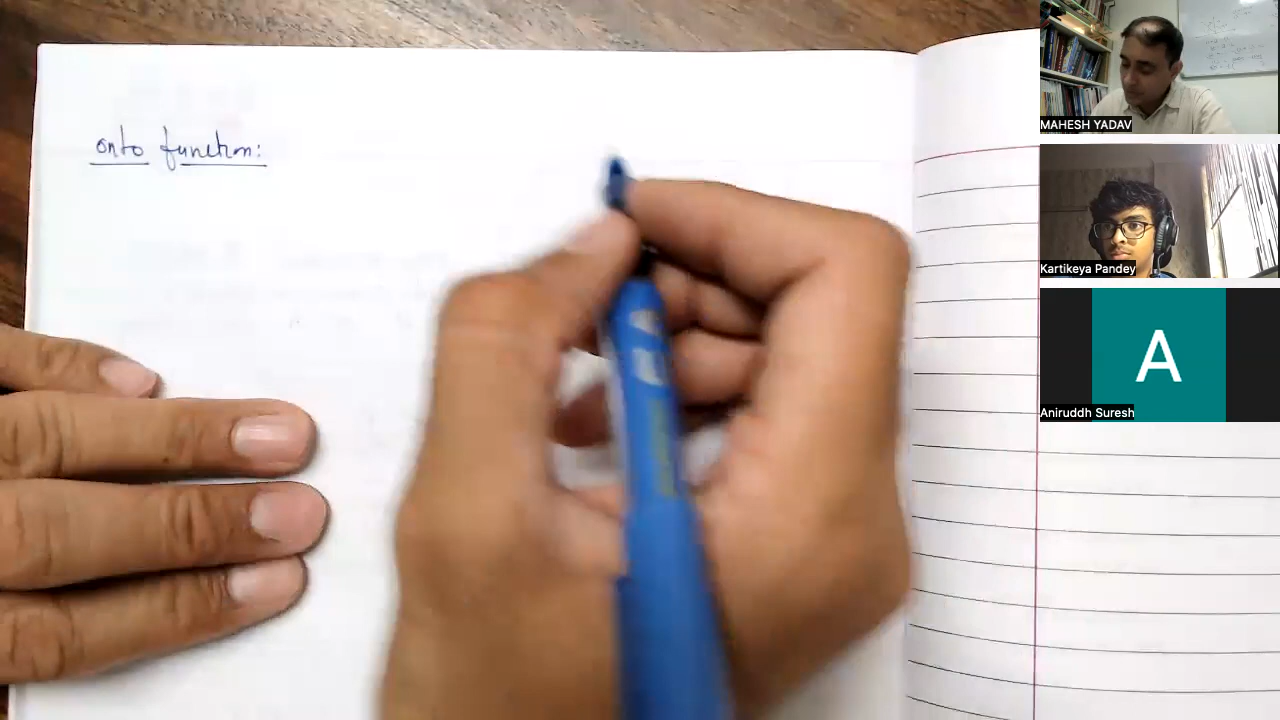 onto function:
MAHESH YADAV
Kartikeya Pandey
A
Aniruddh Suresh